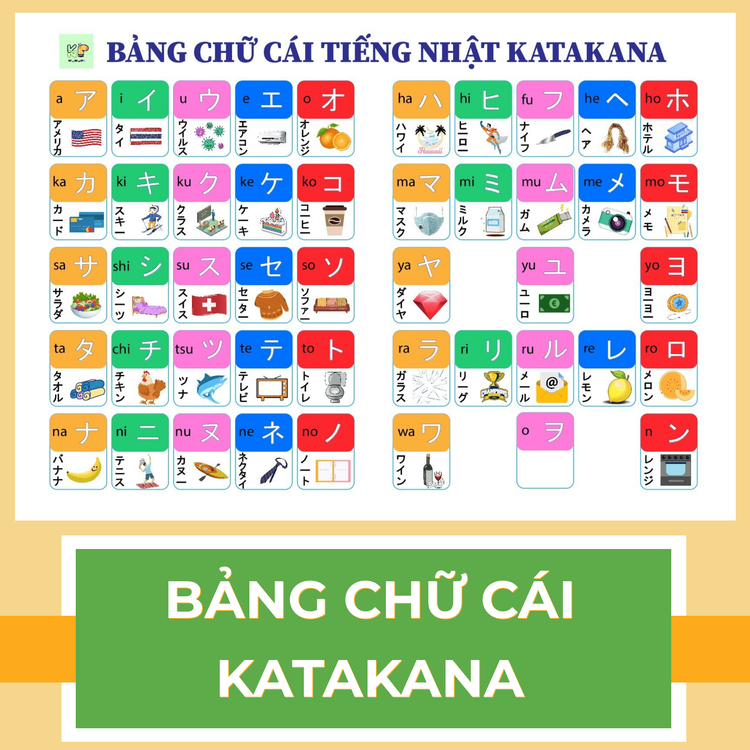 BẢNG CHỮ CÁI TIẾNG NHẬT KATAKANA
a ア i イ u ウ e エ o オ
アメリカ タイ ウイルス エアコン オレンジ
ha ハ hi ヒ fu フ he ヘ ho ホ
ハワイ ヒーロー ナイフ ヘア ホテル
ka カ ki キ ku ク ke ケ ko コ
カード スキー クラス ケーキ コーヒー
ma マ mi ミ mu ム me メ mo モ
マスク ミルク ガム カメラ メモ
sa サ shi シ su ス se セ so ソ
サラダ シーツ スイス セーター ソファー
ya ヤ yu ユ yo ヨ
ダイヤ ユーロ ヨーヨー
ta タ chi チ tsu ツ te テ to ト
タオル チキン ツナ テレビ トイレ
ra ラ ri リ ru ル re レ ro ロ
ガラス リーグ メール レモン メロン
na ナ ni ニ nu ヌ ne ネ no ノ
バナナ テニス カヌー ネクタイ ノート
wa ワ o ヲ n ン
ワイン レンジ
BẢNG CHỮ CÁI
KATAKANA